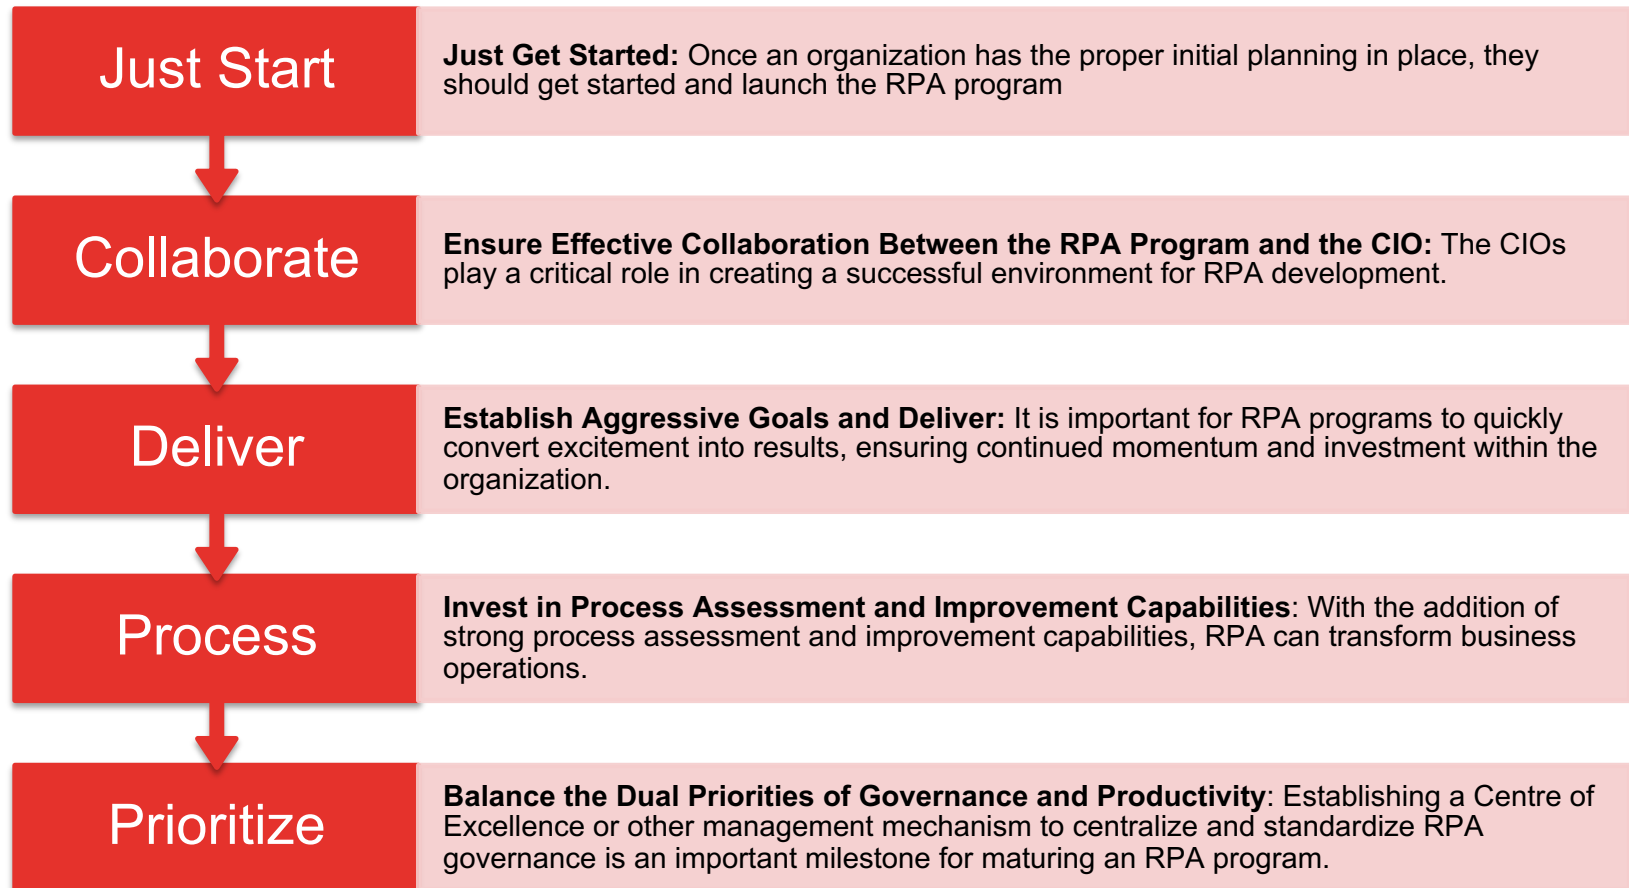 Just Start
Just Get Started: Once an organization has the proper initial planning in place, they
should get started and launch the RPA program
Collaborate
Ensure Effective Collaboration Between the RPA Program and the CIO: The CIOs
play a critical role in creating a successful environment for RPA development.
Deliver
Establish Aggressive Goals and Deliver: It is important for RPA programs to quickly
convert excitement into results, ensuring continued momentum and investment within the
organization.
Process
Invest in Process Assessment and Improvement Capabilities: With the addition of
strong process assessment and improvement capabilities, RPA can transform business
operations.
Prioritize
Balance the Dual Priorities of Governance and Productivity: Establishing a Centre of
Excellence or other management mechanism to centralize and standardize RPA
governance is an important milestone for maturing an RPA program.